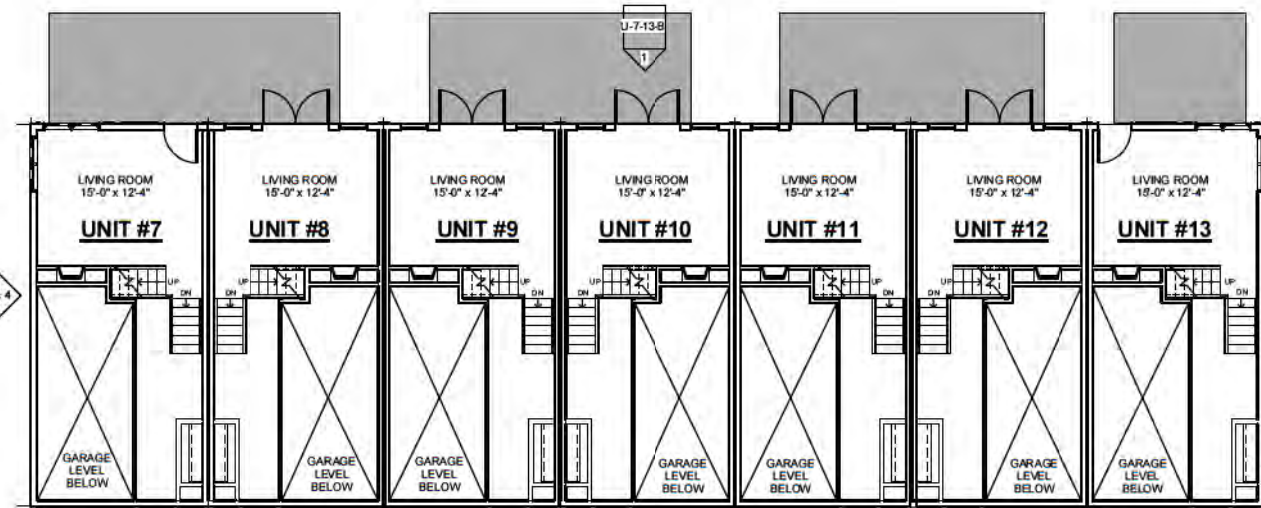 U-7-13-B
1
LIVING ROOM
15'-0" x 12'-4"
UNIT #7
LIVING ROOM
15'-0" x 12'-4"
UNIT #8
LIVING ROOM
15'-0" x 12'-4"
UNIT #9
LIVING ROOM
15'-0" x 12'-4"
UNIT #10
LIVING ROOM
15'-0" x 12'-4"
UNIT #11
LIVING ROOM
15'-0" x 12'-4"
UNIT #12
LIVING ROOM
15'-0" x 12'-4"
UNIT #13
4
UP
DN
UP
DN
UP
DN
UP
DN
UP
DN
UP
DN
UP
DN
GARAGE
LEVEL
BELOW
GARAGE
LEVEL
BELOW
GARAGE
LEVEL
BELOW
GARAGE
LEVEL
BELOW
GARAGE
LEVEL
BELOW
GARAGE
LEVEL
BELOW
GARAGE
LEVEL
BELOW